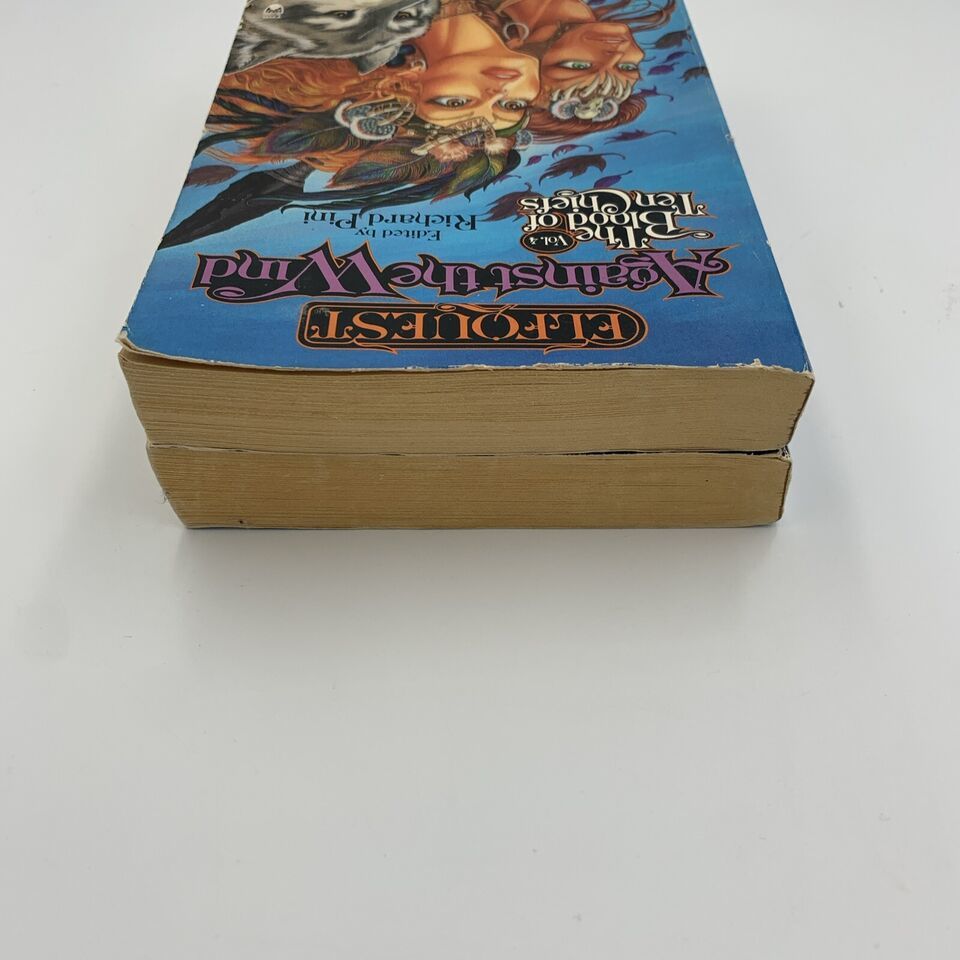 ELFQUEST
Against the Wind
Edited by
Richard Pini
Vol. 4
The
Blood of
Ten Chiefs